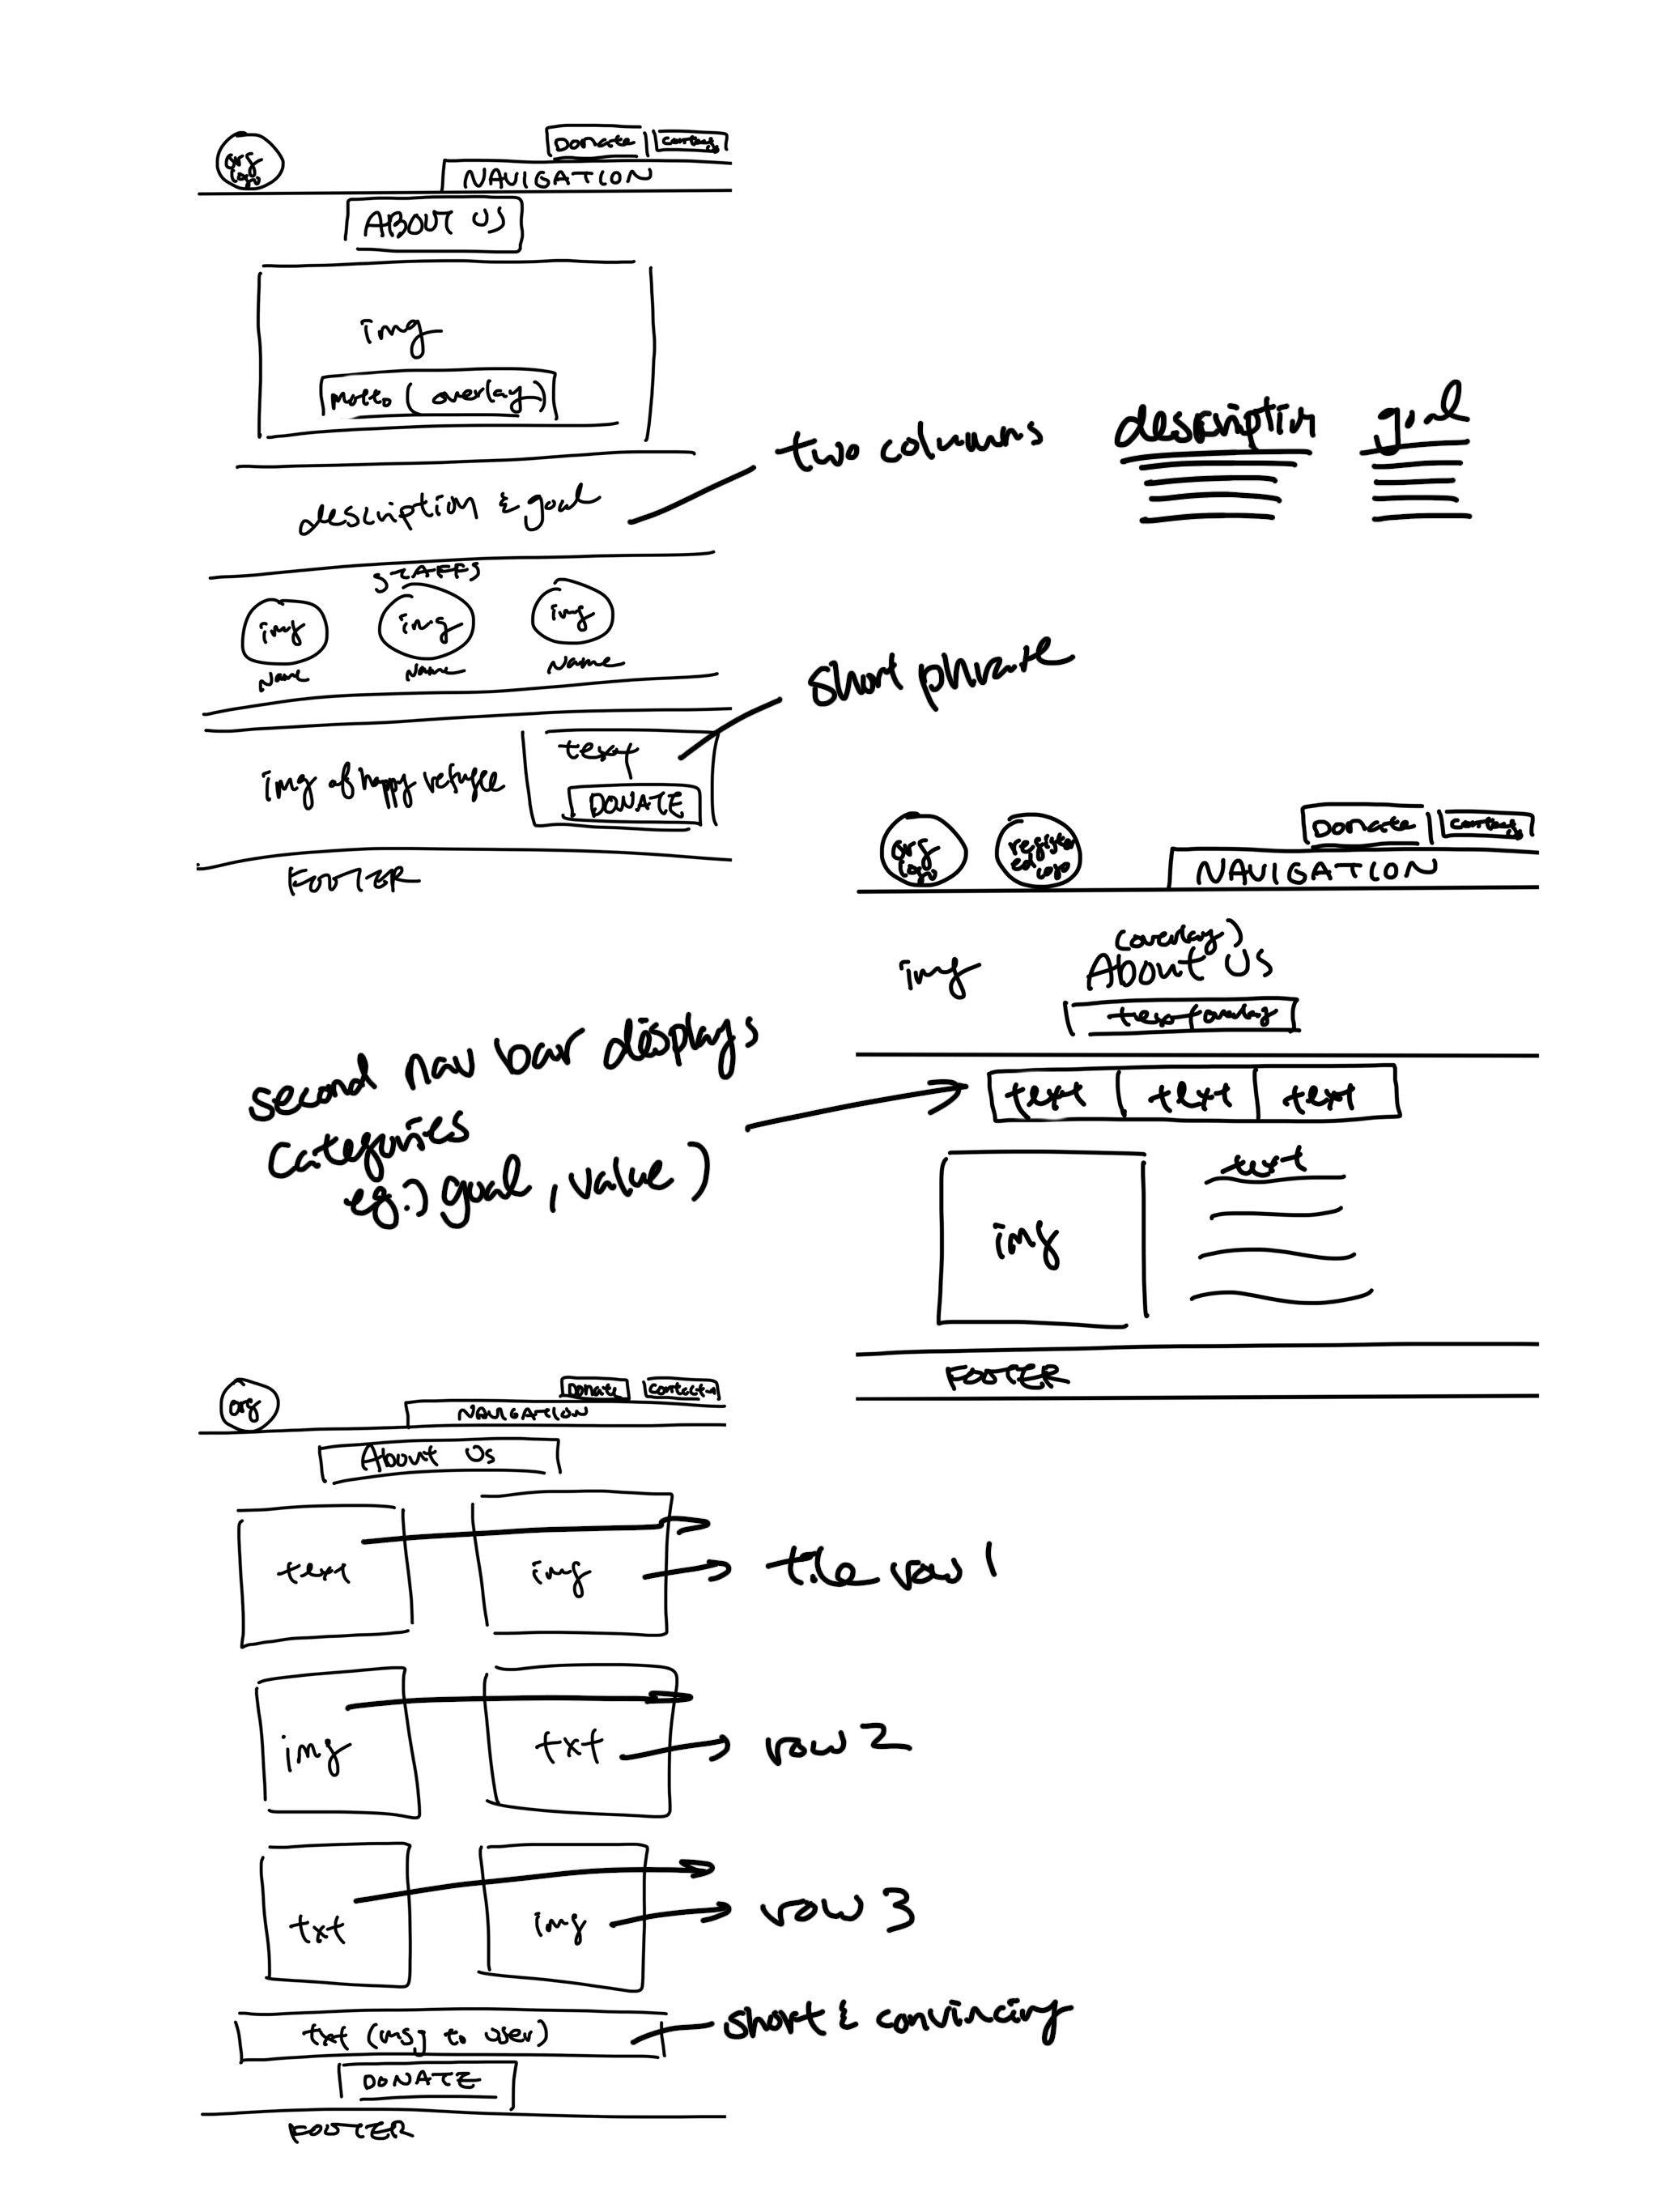 org
logo
Donate
Contact
NAVIGATION
ABOUT US
img
motto (overlay)
description & goal
two columns
description
goal
STAFFS
img
img
img
Name
Name
Name
short phrase
img of happy refugee
text
DONATE
FOOTER
org
logo
register
ed
logo
Donate
Contact
NAVIGATION
img
(overlay)
About Us
text overlay
second nav bar displays
categories
eg.) goal, value)
text
text
text
img
text
FOOTER
org
Donate
NAVIGATION
About Us
text
img
tile row 1
img
txt
row 2
txt
img
row 3
txt (msg to user)
short & convincing
DONATE
FOOTER